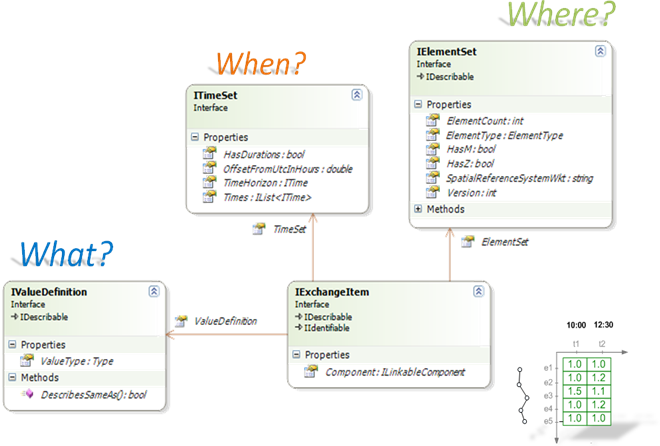 Where?
When?
IElementSet
Interface
IDescribable
Properties
ElementCount : int
ElementType : ElementType
HasM : bool
HasZ : bool
SpatialReferenceSystemWkt : string
Version : int
Methods
ITimeSet
Interface
Properties
HasDurations : bool
OffsetFromUtcInHours : double
TimeHorizon : ITime
Times : IList<ITime>
TimeSet
ElementSet
What?
IValueDefinition
Interface
IDescribable
Properties
ValueType : Type
Methods
DescribesSameAs() : bool
ValueDefinition
IExchangeItem
Interface
IDescribable
IIdentifiable
Properties
Component : ILinkableComponent
10:00 12:30
t1 t2
e1 1.0 1.0
e2 1.0 1.2
e3 1.5 1.1
e4 1.0 1.2
e5 1.0 1.0